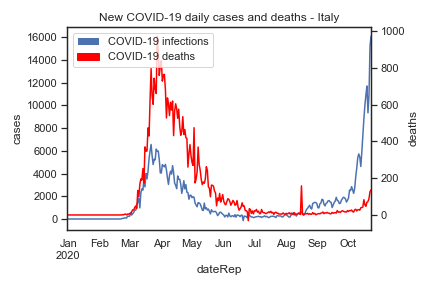 New COVID-19 daily cases and deaths - Italy
COVID-19 infections
COVID-19 deaths
16000
14000
12000
10000
8000
6000
4000
2000
0
cases
1000
800
600
400
200
0
deaths
Jan Feb Mar Apr May Jun Jul Aug Sep Oct
2020
dateRep